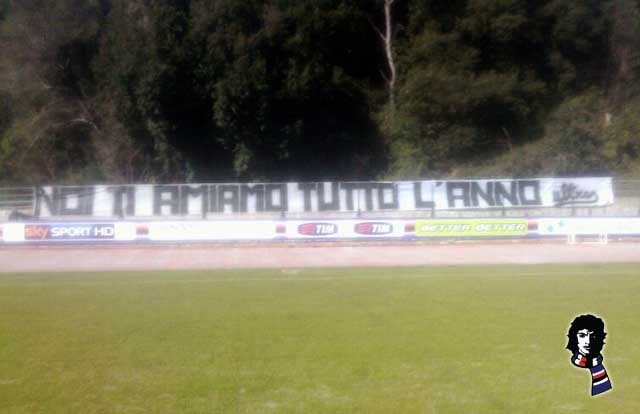 NOI TI AMIAMO TUTTO L'ANNO
sky SPORT HD TIM TIM BETTER BETTER